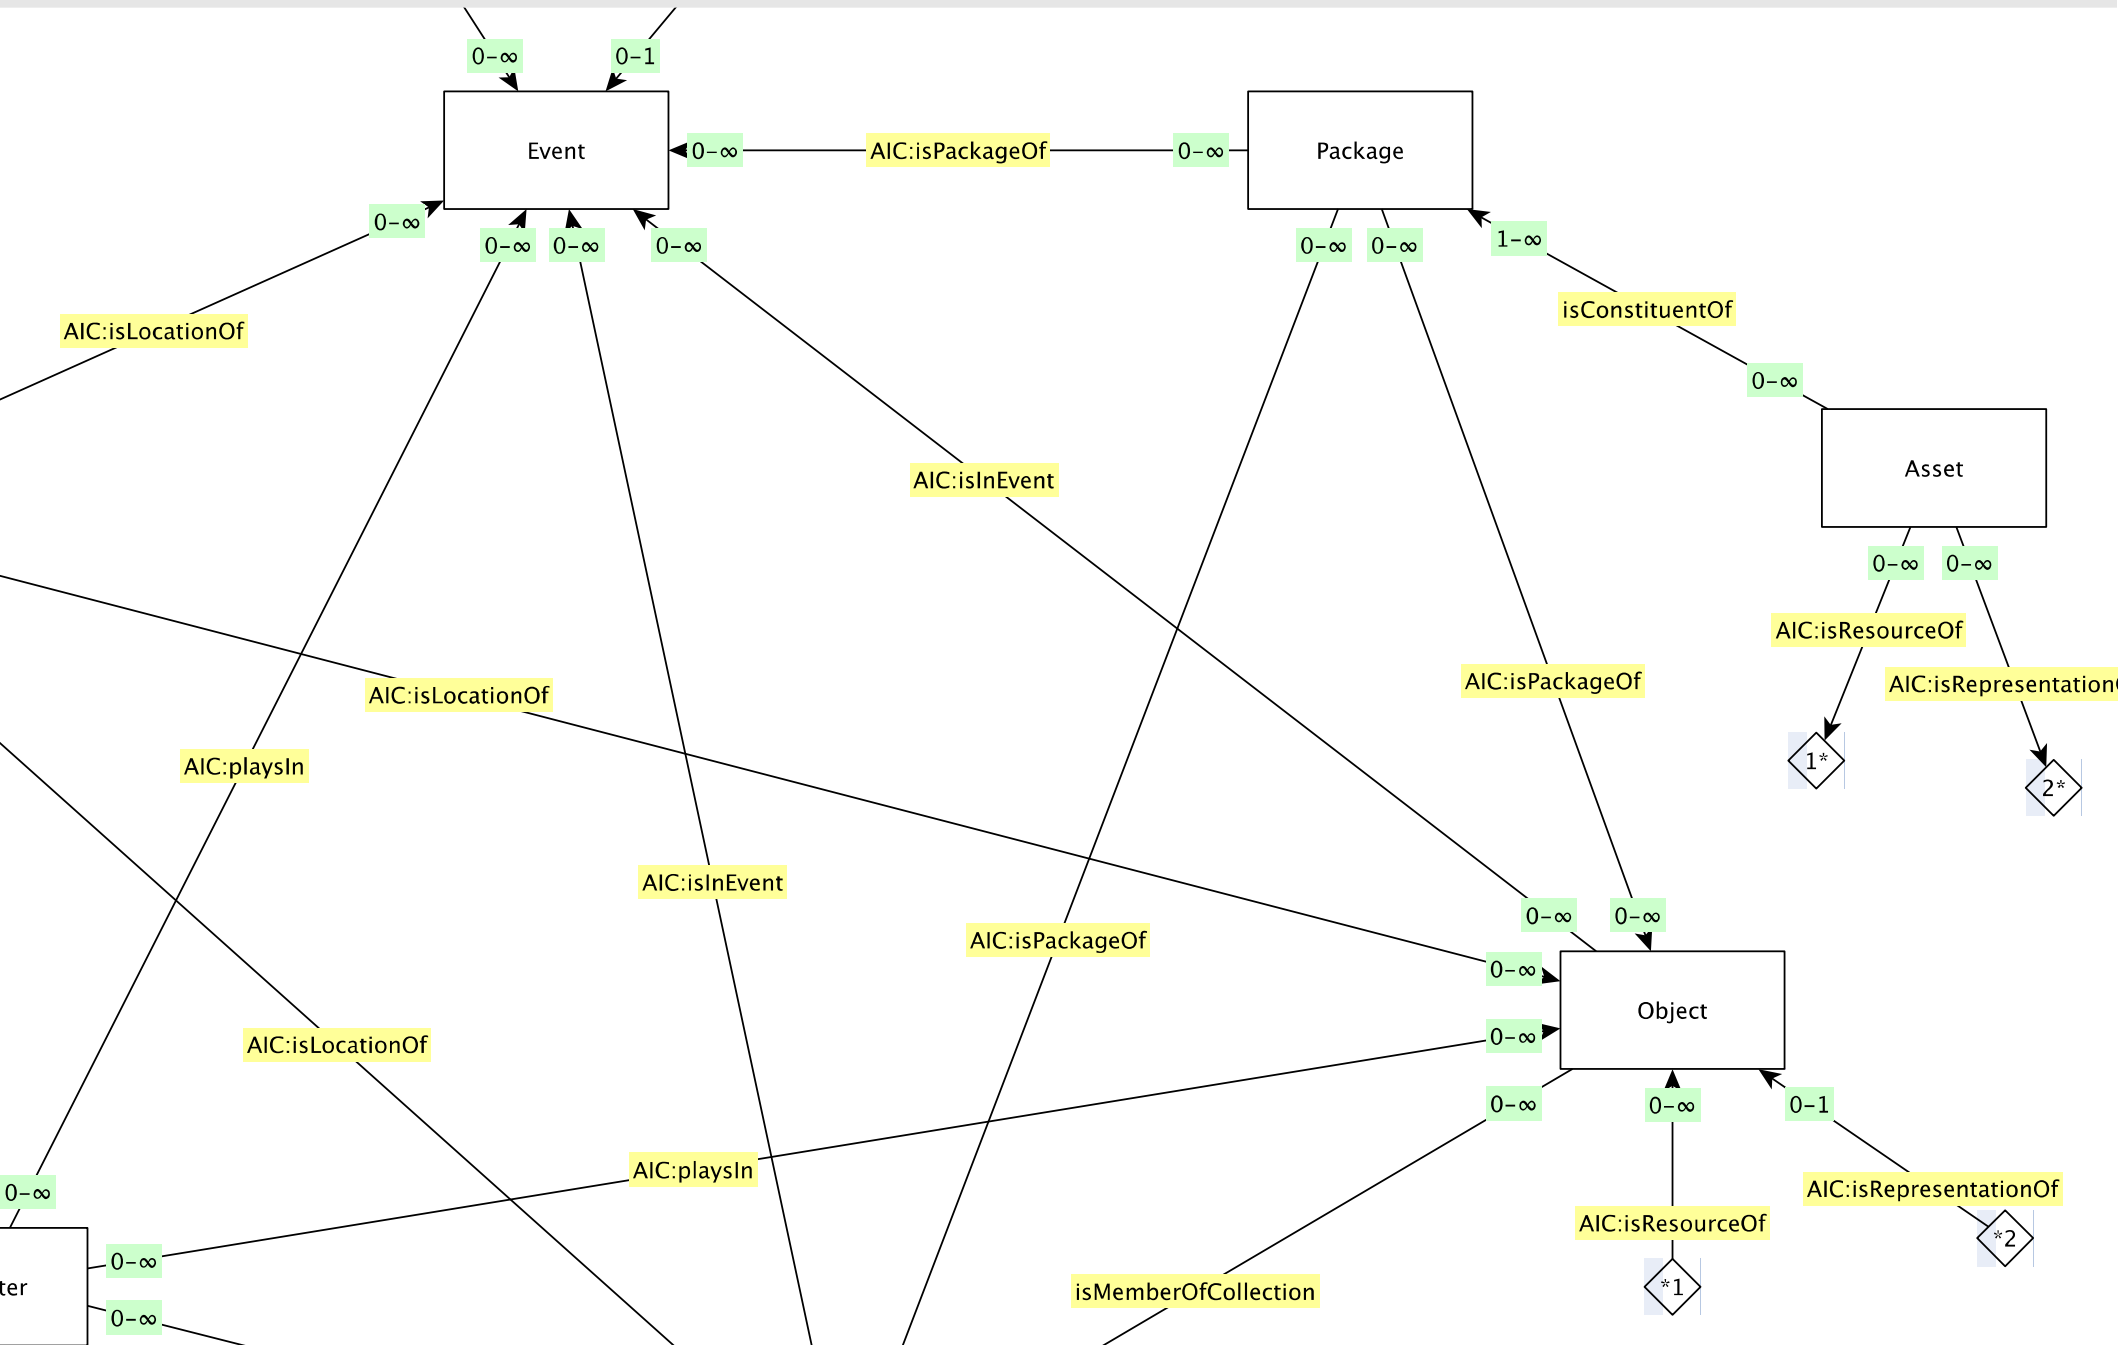 0-∞
0-1
Event
0-∞
AIC:isPackageOf
0-∞
Package
0-∞
0-∞
0-∞
0-∞
0-∞
0-∞
1-∞
isConstituentOf
AIC:isLocationOf
0-∞
Asset
AIC:isInEvent
0-∞
0-∞
AIC:isResourceOf
AIC:isPackageOf
AIC:isRepresentationO
AIC:isLocationOf
1*
2*
AIC:playsIn
AIC:isInEvent
0-∞
0-∞
AIC:isPackageOf
0-∞
Object
0-∞
AIC:isLocationOf
0-∞
0-∞
0-1
AIC:playsIn
0-∞
AIC:isRepresentationOf
AIC:isResourceOf
*2
0-∞
ter
isMemberOfCollection
*1
0-∞